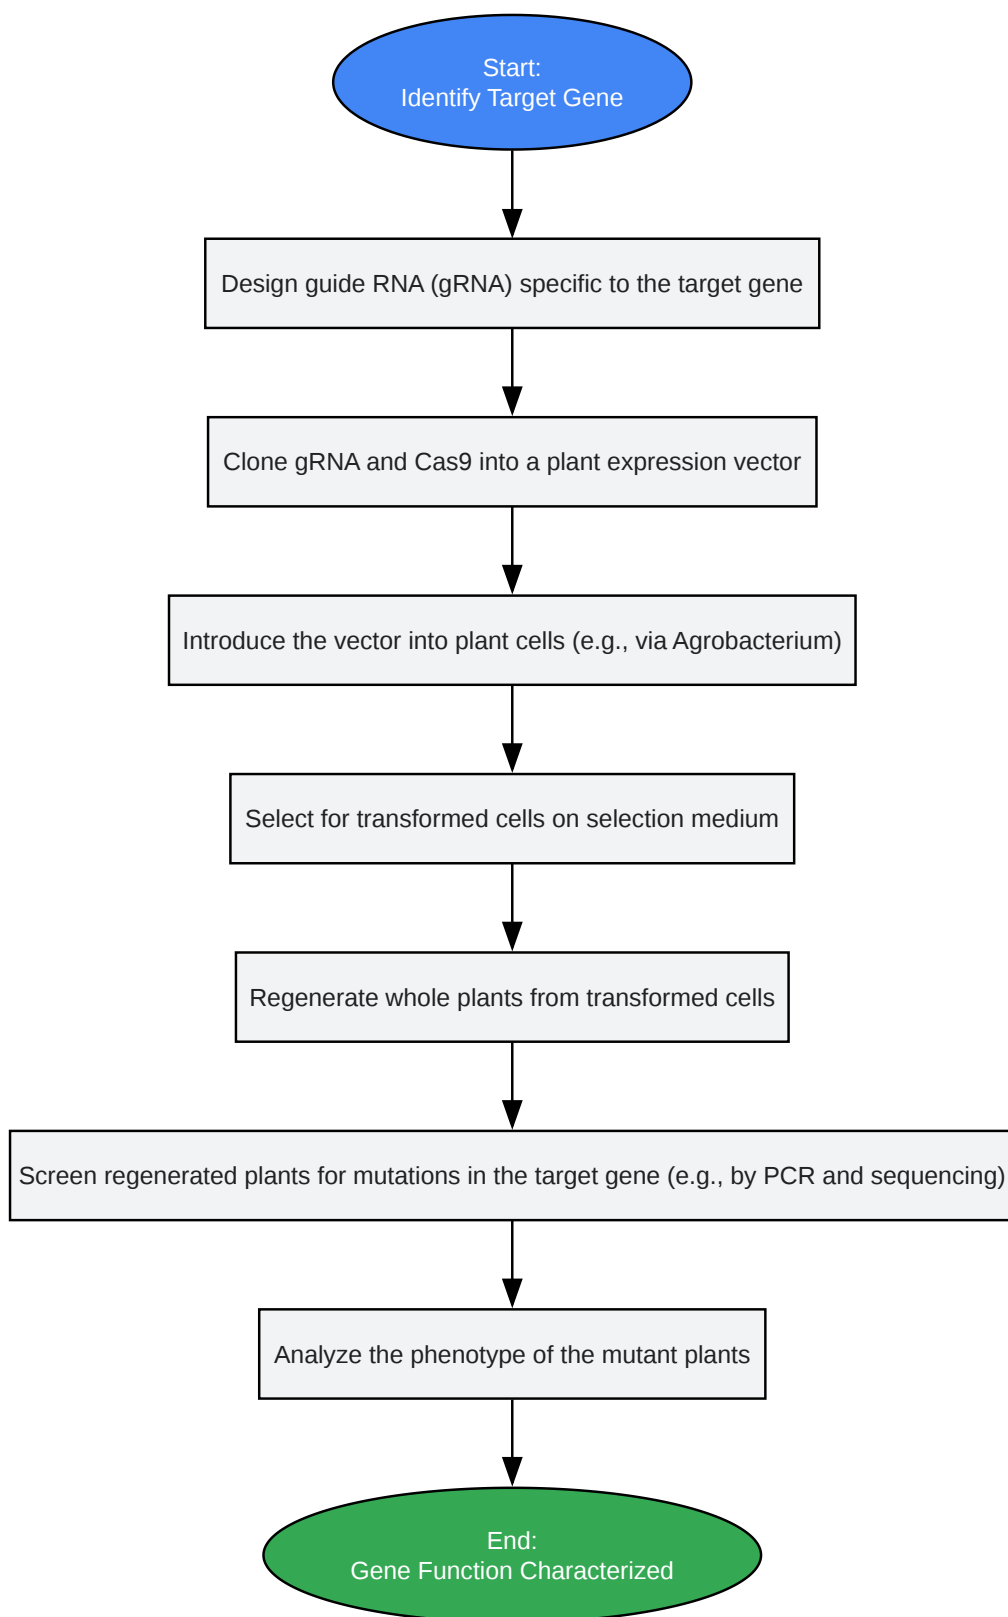 Start:
Identify Target Gene
Design guide RNA (gRNA) specific to the target gene
Clone gRNA and Cas9 into a plant expression vector
Introduce the vector into plant cells (e.g., via Agrobacterium)
Select for transformed cells on selection medium
Regenerate whole plants from transformed cells
Screen regenerated plants for mutations in the target gene (e.g., by PCR and sequencing)
Analyze the phenotype of the mutant plants
End:
Gene Function Characterized